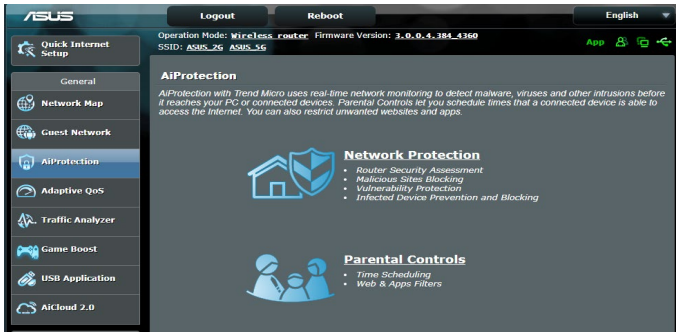 ASUS Logout Reboot English
Operation Mode: Wireless router Firmware Version: 3.0.0.4.384_4360
SSID: ASUS_2G ASUS_5G
App
Quick Internet
Setup
General
Network Map
Guest Network
AiProtection
Adaptive QoS
Traffic Analyzer
Game Boost
USB Application
AiCloud 2.0
AiProtection
AiProtection with Trend Micro uses real-time network monitoring to detect malware, viruses and other intrusions before
it reaches your PC or connected devices. Parental Controls let you schedule times that a connected device is able to
access the Internet. You can also restrict unwanted websites and apps.
Network Protection
• Router Security Assessment
• Malicious Sites Blocking
• Vulnerability Protection
• Infected Device Prevention and Blocking
Parental Controls
• Time Scheduling
• Web & Apps Filters